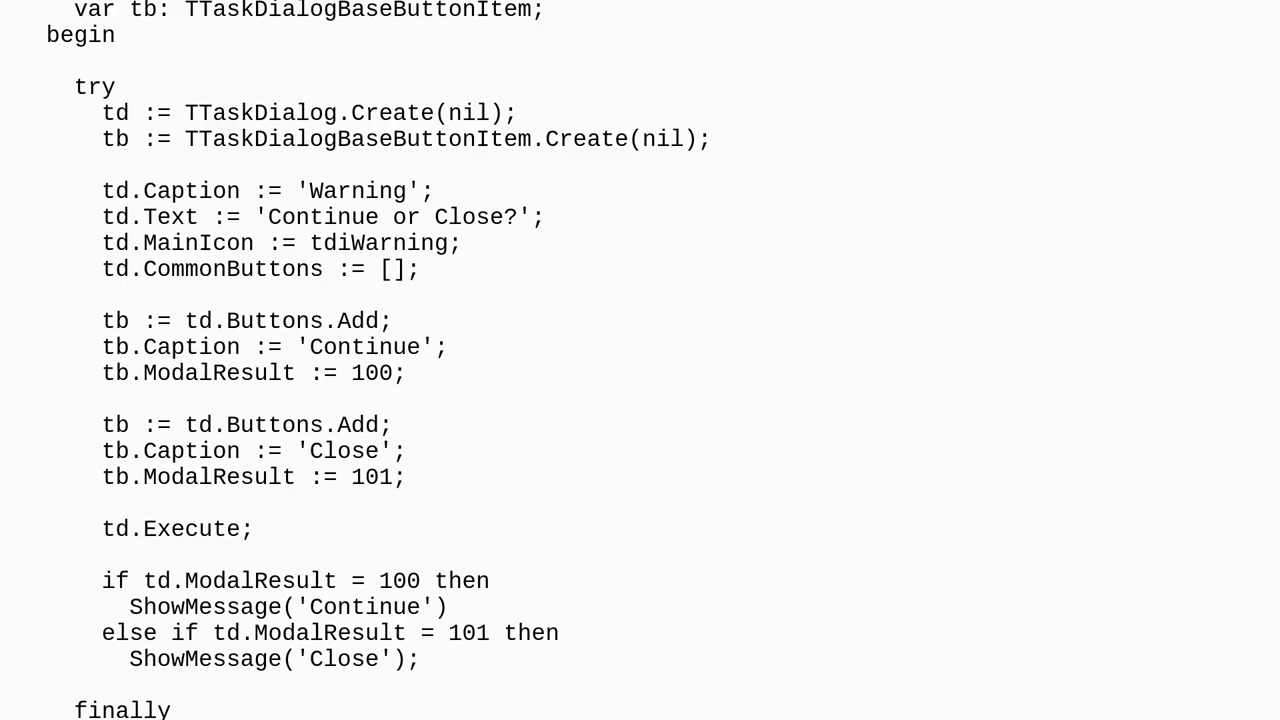 var tb: TTaskDialogBaseButtonItem;
begin
try
td := TTaskDialog.Create(nil);
tb := TTaskDialogBaseButtonItem.Create(nil);
td.Caption := 'Warning';
td.Text := 'Continue or Close?';
td.MainIcon := tdiWarning;
td.CommonButtons := [];
tb := td.Buttons.Add;
tb.Caption := 'Continue';
tb.ModalResult := 100;
tb := td.Buttons.Add;
tb.Caption := 'Close';
tb.ModalResult := 101;
td.Execute;
if td.ModalResult = 100 then
ShowMessage('Continue')
else if td.ModalResult = 101 then
ShowMessage('Close');
finally